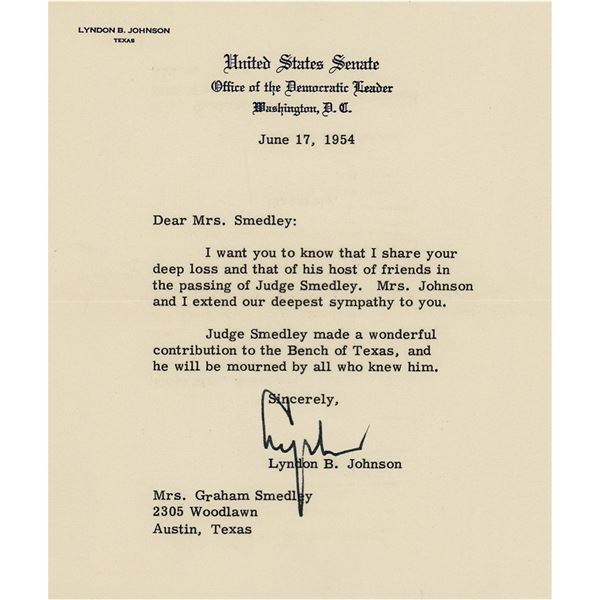 LYNDON B. JOHNSON
TEXAS
United States Senate
Office of the Democratic Leader
Washington, D. C.
June 17, 1954
Dear Mrs. Smedley:
I want you to know that I share your
deep loss and that of his host of friends in
the passing of Judge Smedley. Mrs. Johnson
and I extend our deepest sympathy to you.
Judge Smedley made a wonderful
contribution to the Bench of Texas, and
he will be mourned by all who knew him.
Sincerely,
Lyndon
Lyndon B. Johnson
Mrs. Graham Smedley
2305 Woodlawn
Austin, Texas